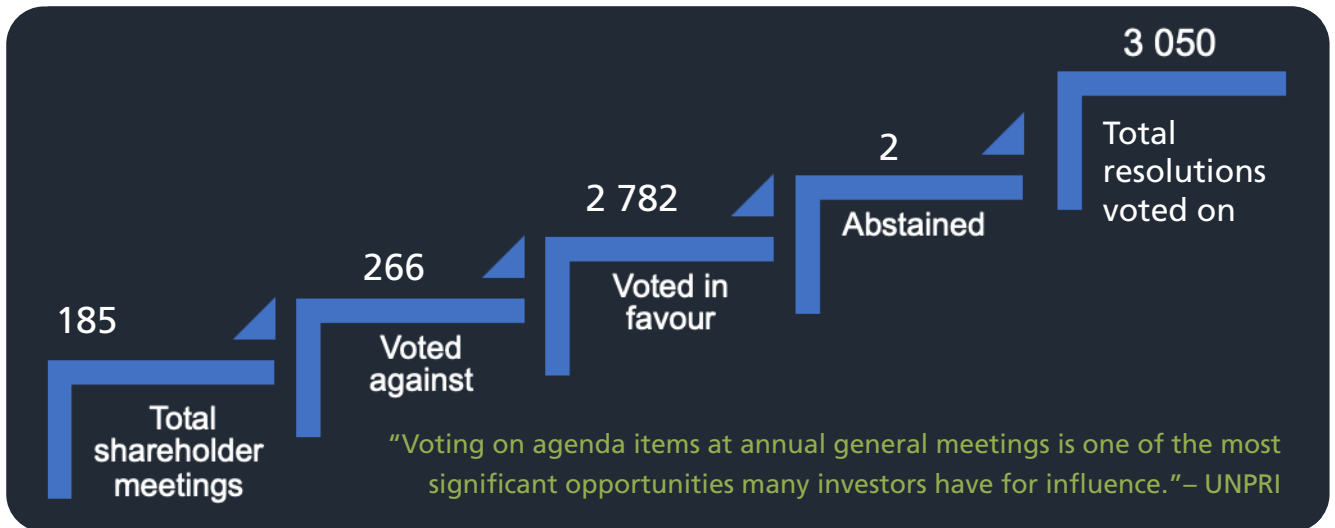 185
Total
shareholder
meetings
266
Voted
against
2 782
Voted in
favour
2
Abstained
3 050
Total
resolutions
voted on
“Voting on agenda items at annual general meetings is one of the most
significant opportunities many investors have for influence.”– UNPRI